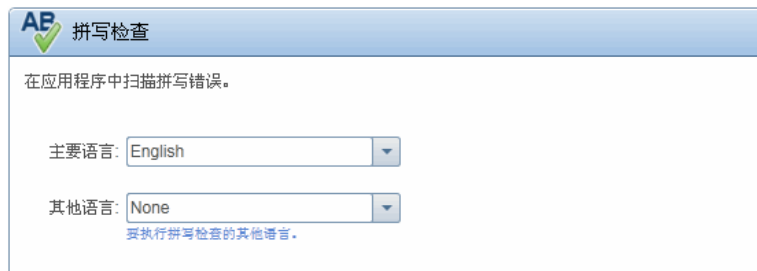 AB
拼写检查
在应用程序中扫描拼写错误。
主要语言: English
其他语言: None
要执行拼写检查的其他语言。